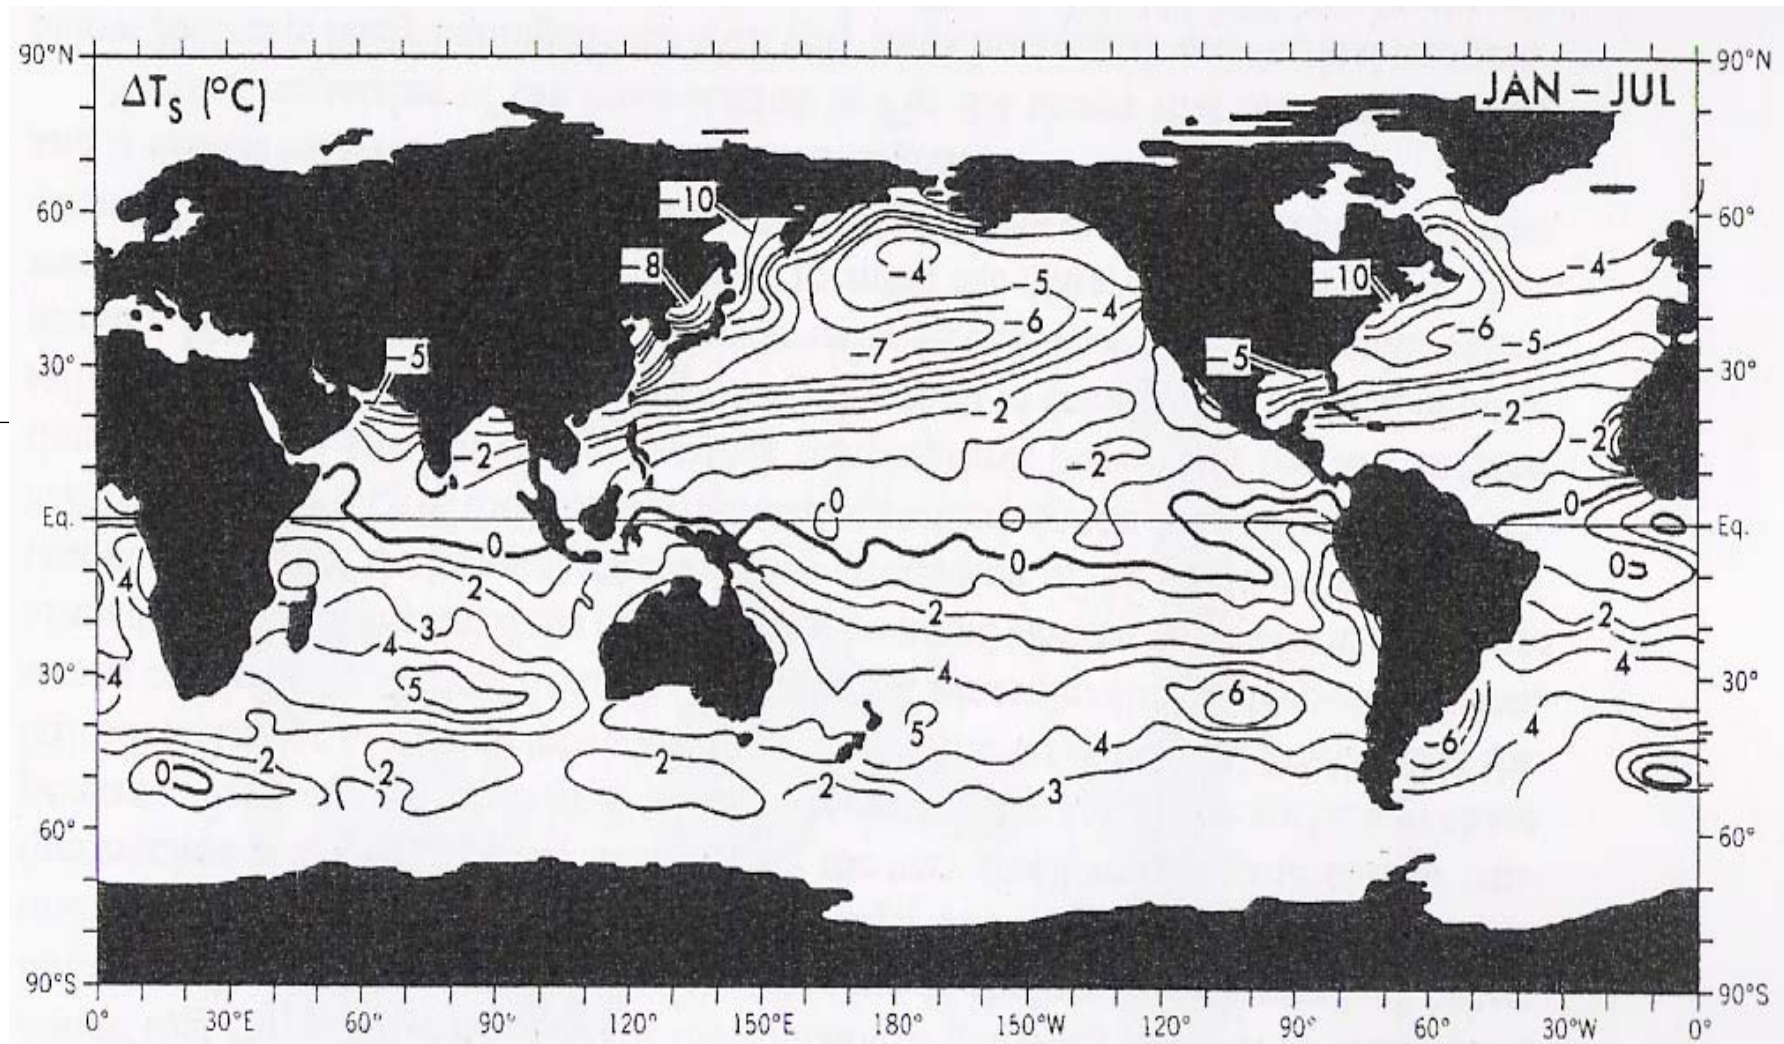 90°N 90°N
ΔTs (°C) JAN – JUL
-10
60° 60°
-8 -4 -5 -10 -4
-6 -4 -6 -5
-7
-5 -5
30° 30°
-2 -2
-2 -2 -2
0 0
Eq. Eq.
0 0 0
4 2 2 2
3
4 4 4 4
5 6
30° 30°
5 4 -6 4
0 2 2 2 2 3
60° 60°
90°S 90°S
0° 30°E 60° 90° 120° 150°E 180° 150°W 120° 90° 60° 30°W 0°